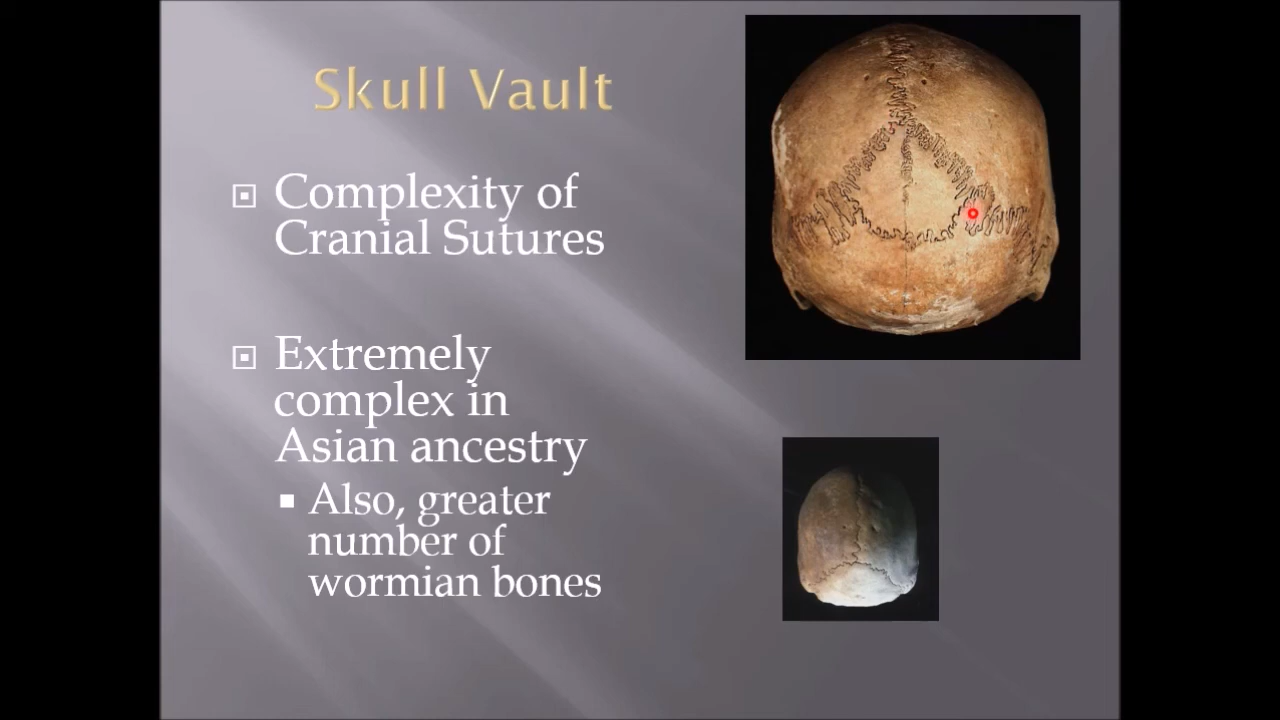 Skull Vault
Complexity of
Cranial Sutures
Extremely
complex in
Asian ancestry
Also, greater
number of
wormian bones